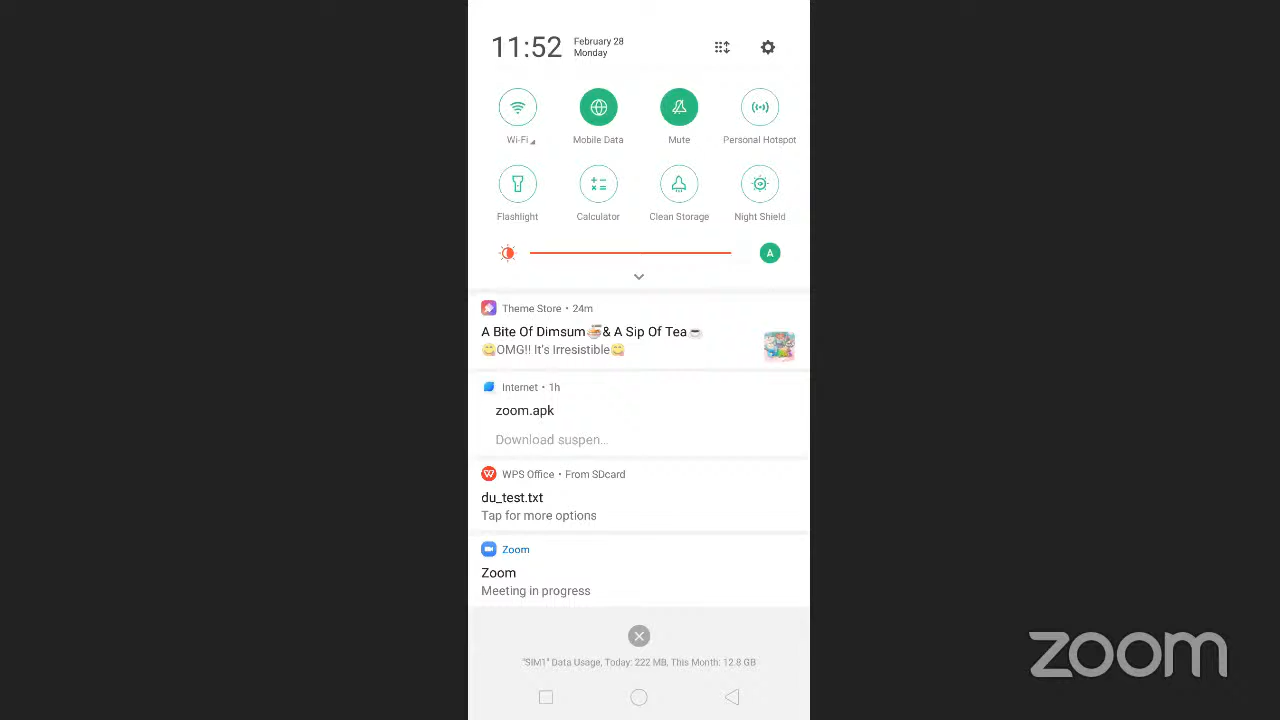 11:52
February 28
Monday
Wi-Fi
Mobile Data
Mute
Personal Hotspot
Flashlight
Calculator
Clean Storage
Night Shield
A
Theme Store • 24m
A Bite Of Dimsum🍜& A Sip Of Tea☕
😋OMG!! It's Irresistible😋
Internet • 1h
zoom.apk
Download suspen...
WPS Office • From SDcard
du_test.txt
Tap for more options
Zoom
Zoom
Meeting in progress
"SIM1" Data Usage, Today: 222 MB, This Month: 12.8 GB
zoom